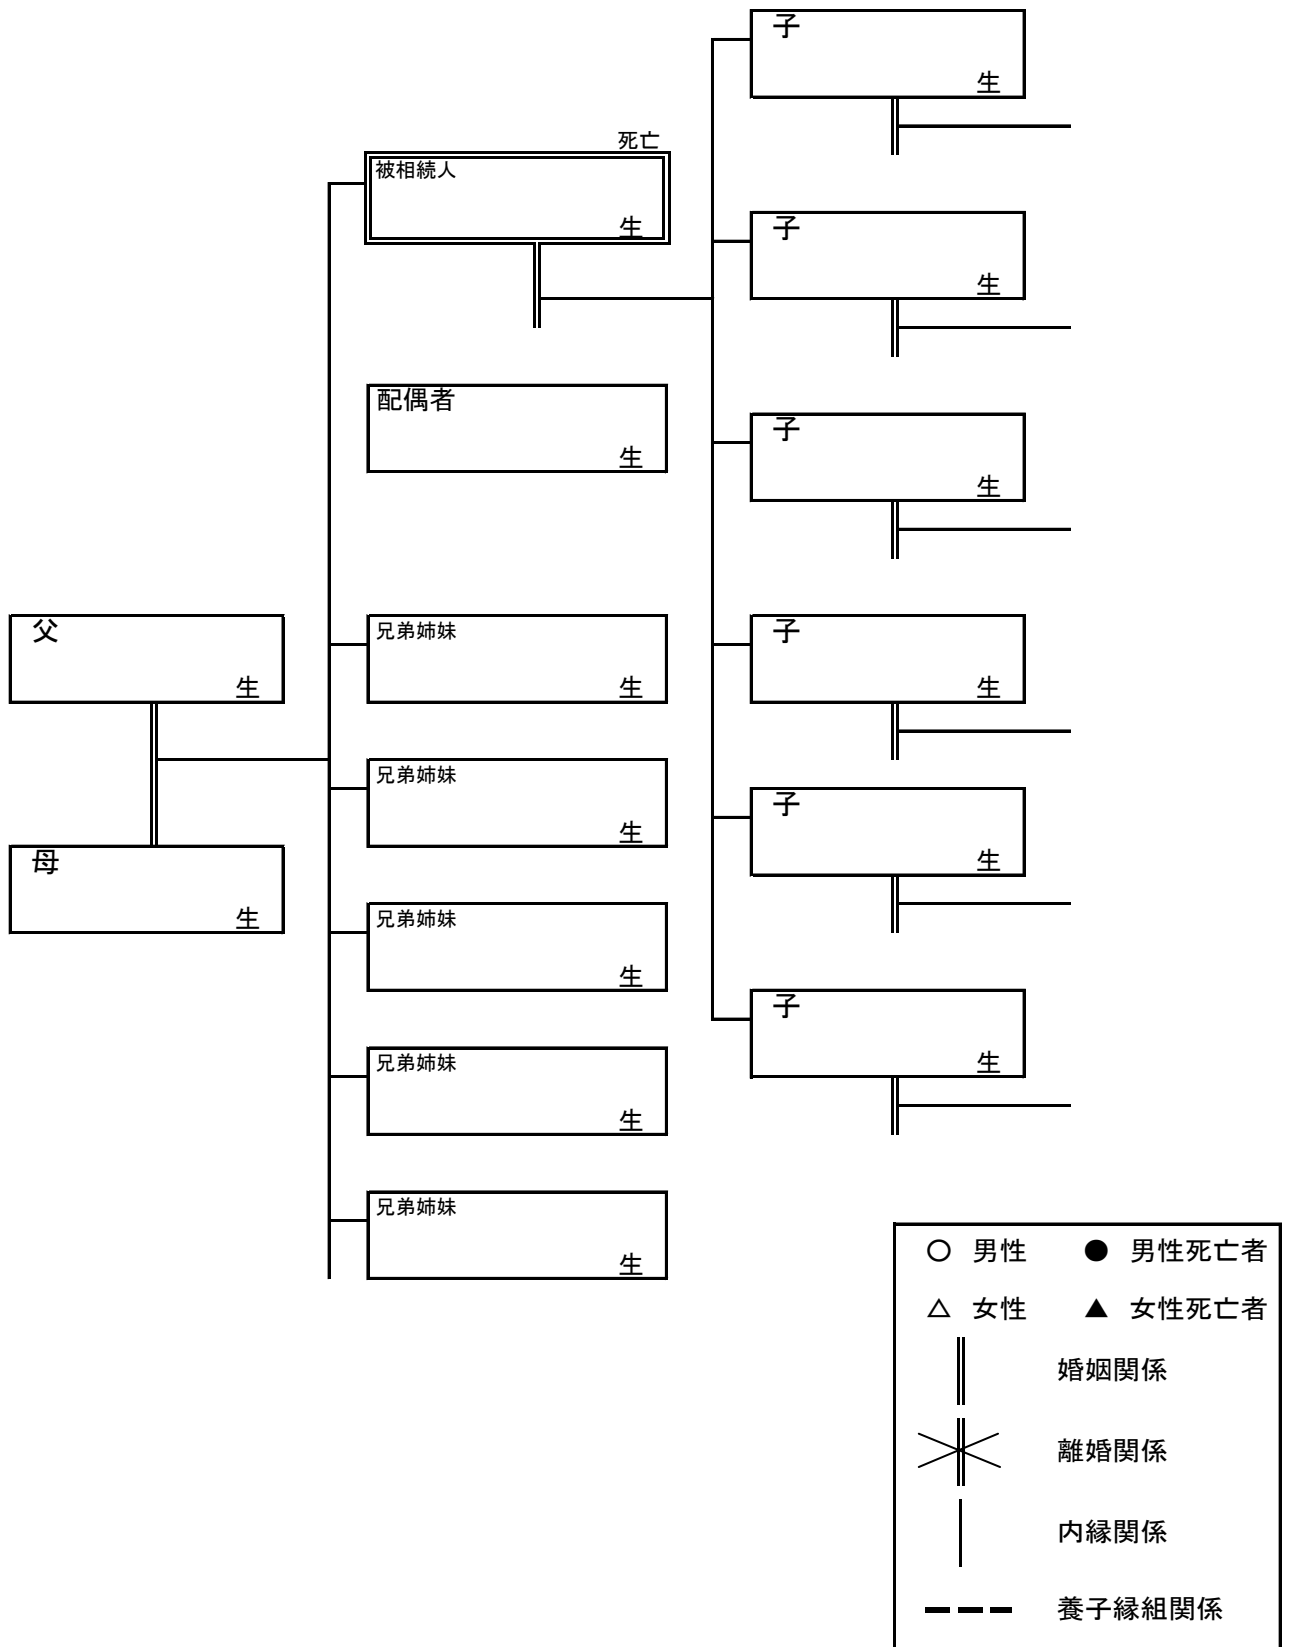 子
生
死亡
被相続人
生
子
生
配偶者
生
子
生
父
生
兄弟姉妹
生
子
生
兄弟姉妹
生
子
生
母
生
兄弟姉妹
生
子
生
兄弟姉妹
生
兄弟姉妹
生
○ 男性 ● 男性死亡者
△ 女性 ▲ 女性死亡者
婚姻関係
離婚関係
内縁関係
養子縁組関係